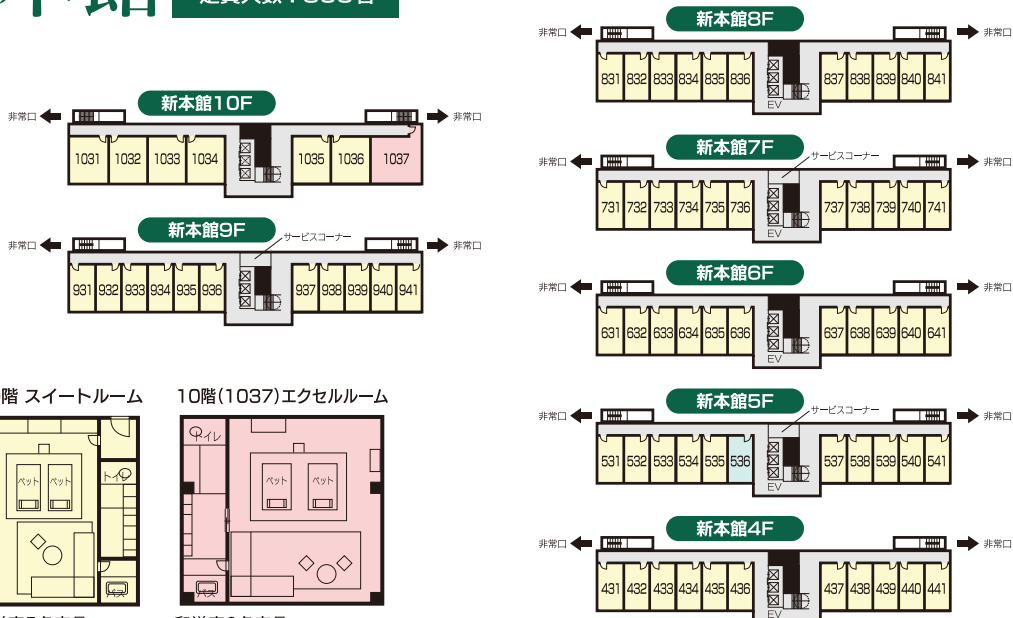 新本館10F
非常口
非常口
1031 1032 1033 1034 1035 1036 1037
新本館9F
サービスコーナー
非常口
非常口
931 932 933 934 935 936 937 938 939 940 941
階 スイートルーム
トイレ
ベット ベット
バス
10階(1037)エクセルルーム
トイレ
ベット ベット
バス
新本館8F
非常口
非常口
831 832 833 834 835 836 837 838 839 840 841
EV
新本館7F
サービスコーナー
非常口
非常口
731 732 733 734 735 736 737 738 739 740 741
EV
新本館6F
非常口
非常口
631 632 633 634 635 636 637 638 639 640 641
EV
新本館5F
サービスコーナー
非常口
非常口
531 532 533 534 535 536 537 538 539 540 541
EV
新本館4F
非常口
非常口
431 432 433 434 435 436 437 438 439 440 441
EV